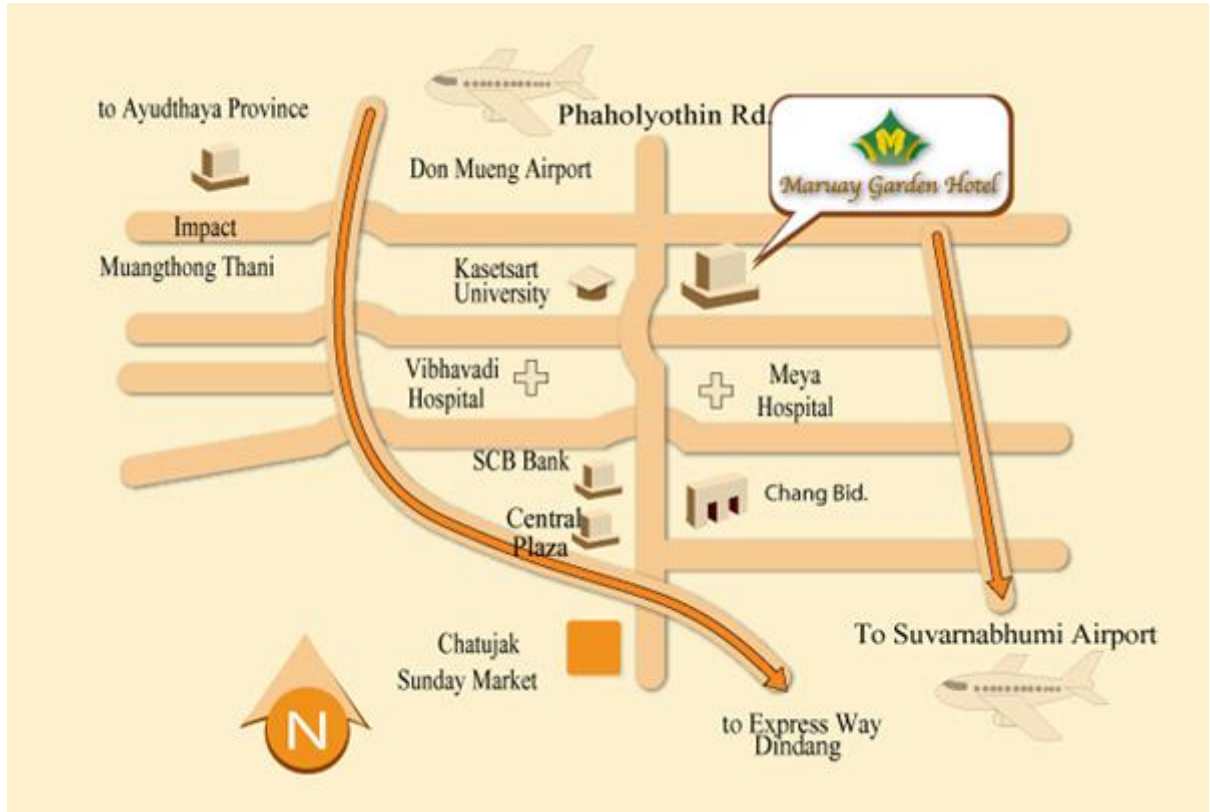 to Ayudthaya Province
Phaholyothin Rd.
M
Maruay Garden Hotel
Don Mueng Airport
Impact
Muangthong Thani
Kasetsart
University
Vibhavadi
Hospital
Meya
Hospital
SCB Bank
Chang Bid.
Central
Plaza
To Suvarnabhumi Airport
Chatujak
Sunday Market
N
to Express Way
Dindang